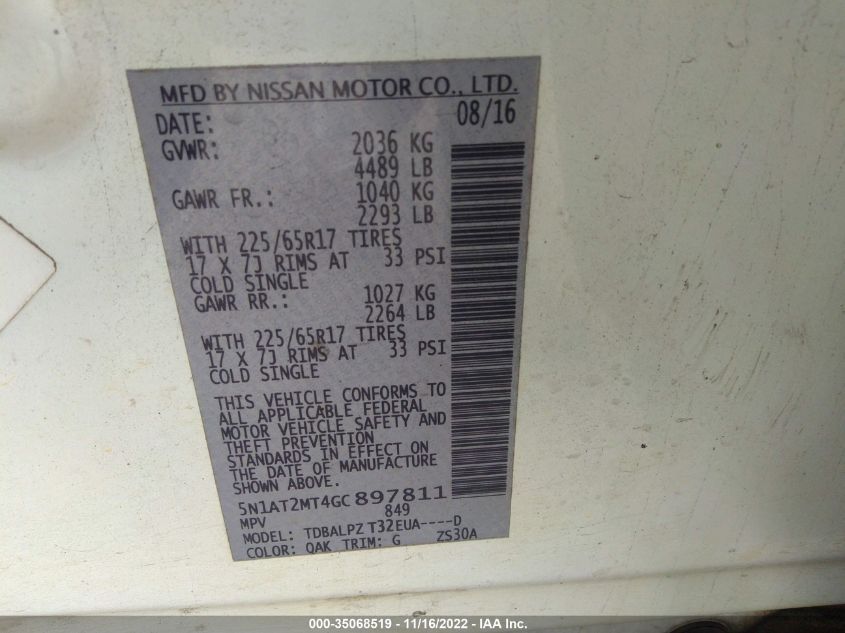 MFD BY NISSAN MOTOR CO., LTD.
DATE: 08/16
GVWR: 2036 KG
4489 LB
GAWR FR.: 1040 KG
2293 LB
WITH 225/65R17 TIRES
17 X 7J RIMS AT 33 PSI
COLD SINGLE
GAWR RR.: 1027 KG
2264 LB
WITH 225/65R17 TIRES
17 X 7J RIMS AT 33 PSI
COLD SINGLE
THIS VEHICLE CONFORMS TO
ALL APPLICABLE FEDERAL
MOTOR VEHICLE SAFETY AND
THEFT PREVENTION
STANDARDS IN EFFECT ON
THE DATE OF MANUFACTURE
SHOWN ABOVE.
5N1AT2MT4GC897811
MPV 849
MODEL: TDBALPZ T32EUA----D
COLOR: QAK TRIM: G ZS30A
000-35068519 - 11/16/2022 - IAA Inc.